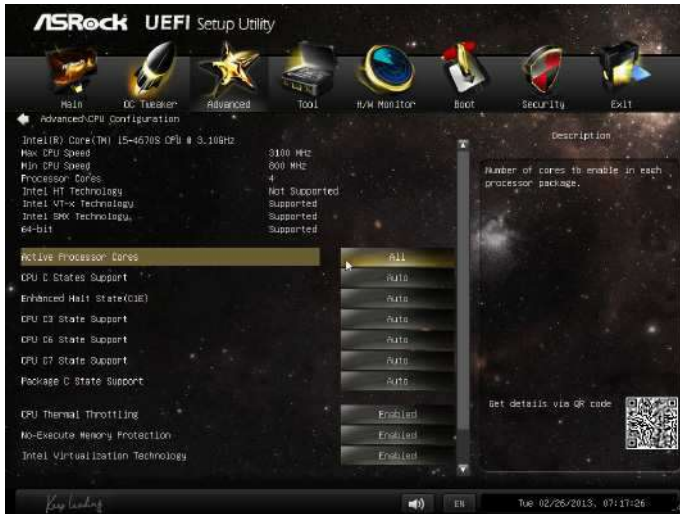 ASRock UEFI Setup Utility
Main OC Tweaker Advanced Tool H/W Monitor Boot Security Exit
Advanced\CPU Configuration
Description
Intel(R) Core(TM) i5-4670S CPU @ 3.10GHz
Max CPU Speed 3100 MHz
Min CPU Speed 800 MHz
Processor Cores 4
Intel HT Technology Not Supported
Intel VT-x Technology Supported
Intel SMX Technology Supported
64-bit Supported
Number of cores to enable in each
processor package.
Active Processor Cores All
CPU C States Support Auto
Enhanced Halt State(C1E) Auto
CPU C3 State Support Auto
CPU C6 State Support Auto
CPU C7 State Support Auto
Package C State Support Auto
CPU Thermal Throttling Enabled
No-Execute Memory Protection Enabled
Intel Virtualization Technology Enabled
Get details via QR code
Key leading
EN
Tue 02/26/2013, 07:17:26